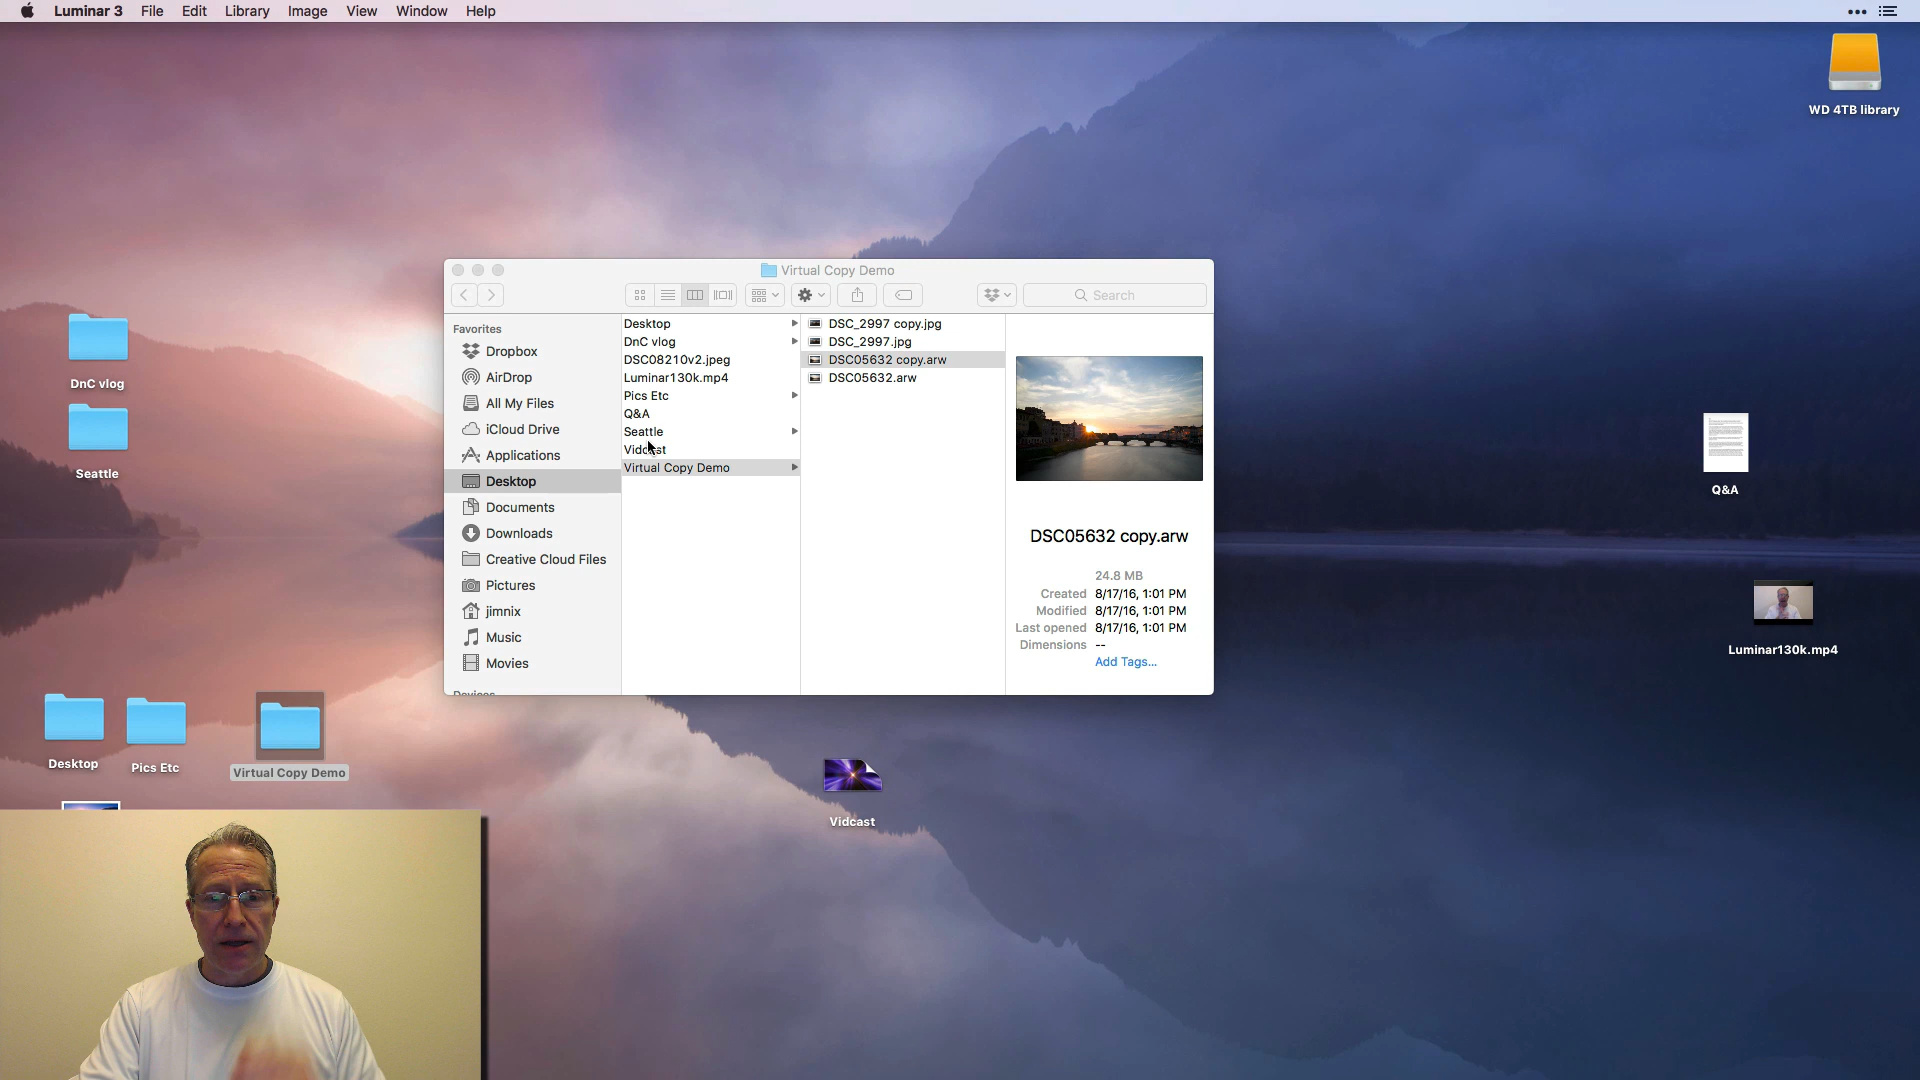 Luminar 3 File Edit Library Image View Window Help
WD 4TB library
Virtual Copy Demo
Search
Favorites
Dropbox
AirDrop
All My Files
iCloud Drive
Applications
Desktop
Documents
Downloads
Creative Cloud Files
Pictures
jimnix
Music
Movies
Devices
Desktop
DnC vlog
DSC08210v2.jpeg
Luminar130k.mp4
Pics Etc
Q&A
Seattle
Vidcast
Virtual Copy Demo
DSC_2997 copy.jpg
DSC_2997.jpg
DSC05632 copy.arw
DSC05632.arw
DSC05632 copy.arw
24.8 MB
Created 8/17/16, 1:01 PM
Modified 8/17/16, 1:01 PM
Last opened 8/17/16, 1:01 PM
Dimensions --
Add Tags...
DnC vlog
Seattle
Q&A
Luminar130k.mp4
Desktop
Pics Etc
Virtual Copy Demo
Vidcast